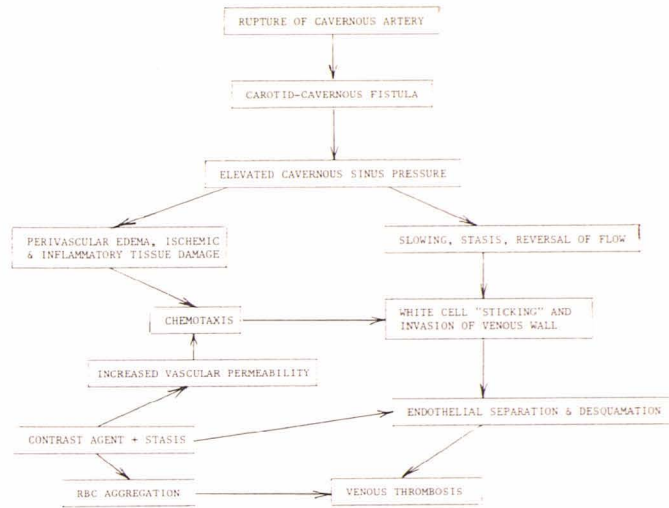 RUPTURE OF CAVERNOUS ARTERY
CAROTID-CAVERNOUS FISTULA
ELEVATED CAVERNOUS SINUS PRESSURE
PERIVASCULAR EDEMA, ISCHEMIC
& INFLAMMATORY TISSUE DAMAGE
SLOWING, STASIS, REVERSAL OF FLOW
CHEMOTAXIS
WHITE CELL "STICKING" AND
INVASION OF VENOUS WALL
INCREASED VASCULAR PERMEABILITY
ENDOTHELIAL SEPARATION & DESQUAMATION
CONTRAST AGENT + STASIS
RBC AGGREGATION
VENOUS THROMBOSIS